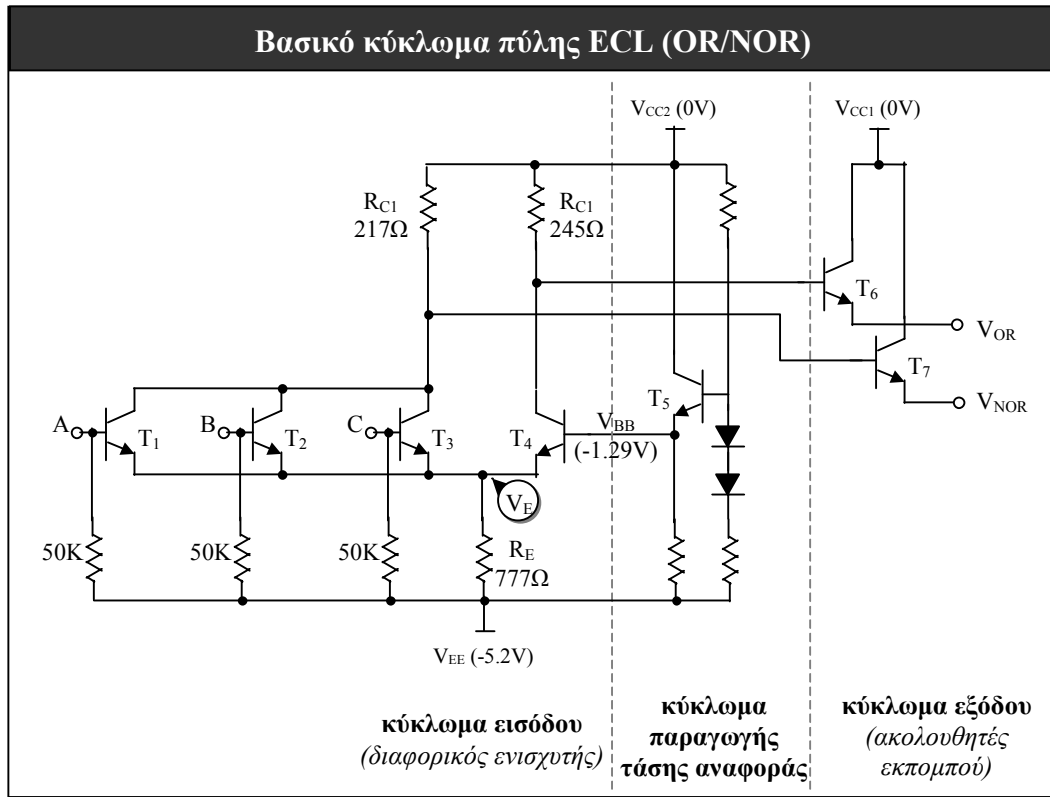 Βασικό κύκλωμα πύλης ECL (OR/NOR)
VCC2 (0V)
VCC1 (0V)
RC1
217Ω
RC1
245Ω
T6
VOR
T7
VNOR
T5
A
T1
B
T2
C
T3
T4
VBB
(-1.29V)
VE
50K
50K
50K
RE
777Ω
VEE (-5.2V)
κύκλωμα εισόδου
(διαφορικός ενισχυτής)
κύκλωμα
παραγωγής
τάσης αναφοράς
κύκλωμα εξόδου
(ακολουθητές
εκπομπού)